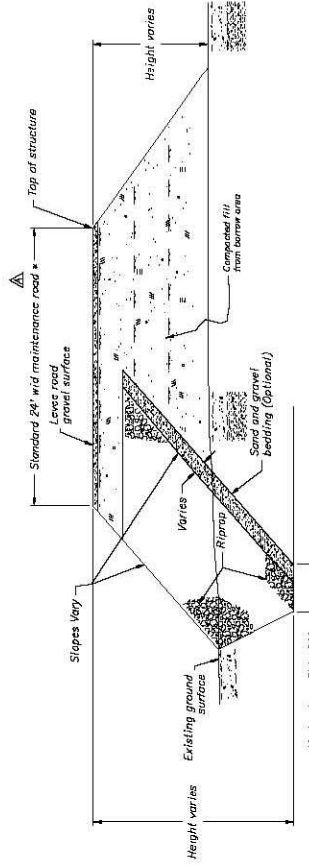 Standard 24' wid maintenance road *
Top of structure
Levee road
gravel surface
Height varies
Slopes Vary
Compacted fill
from borrow area
Varies
Riprap
Sand and gravel
bedding (Optional)
Existing ground
surface
Height varies